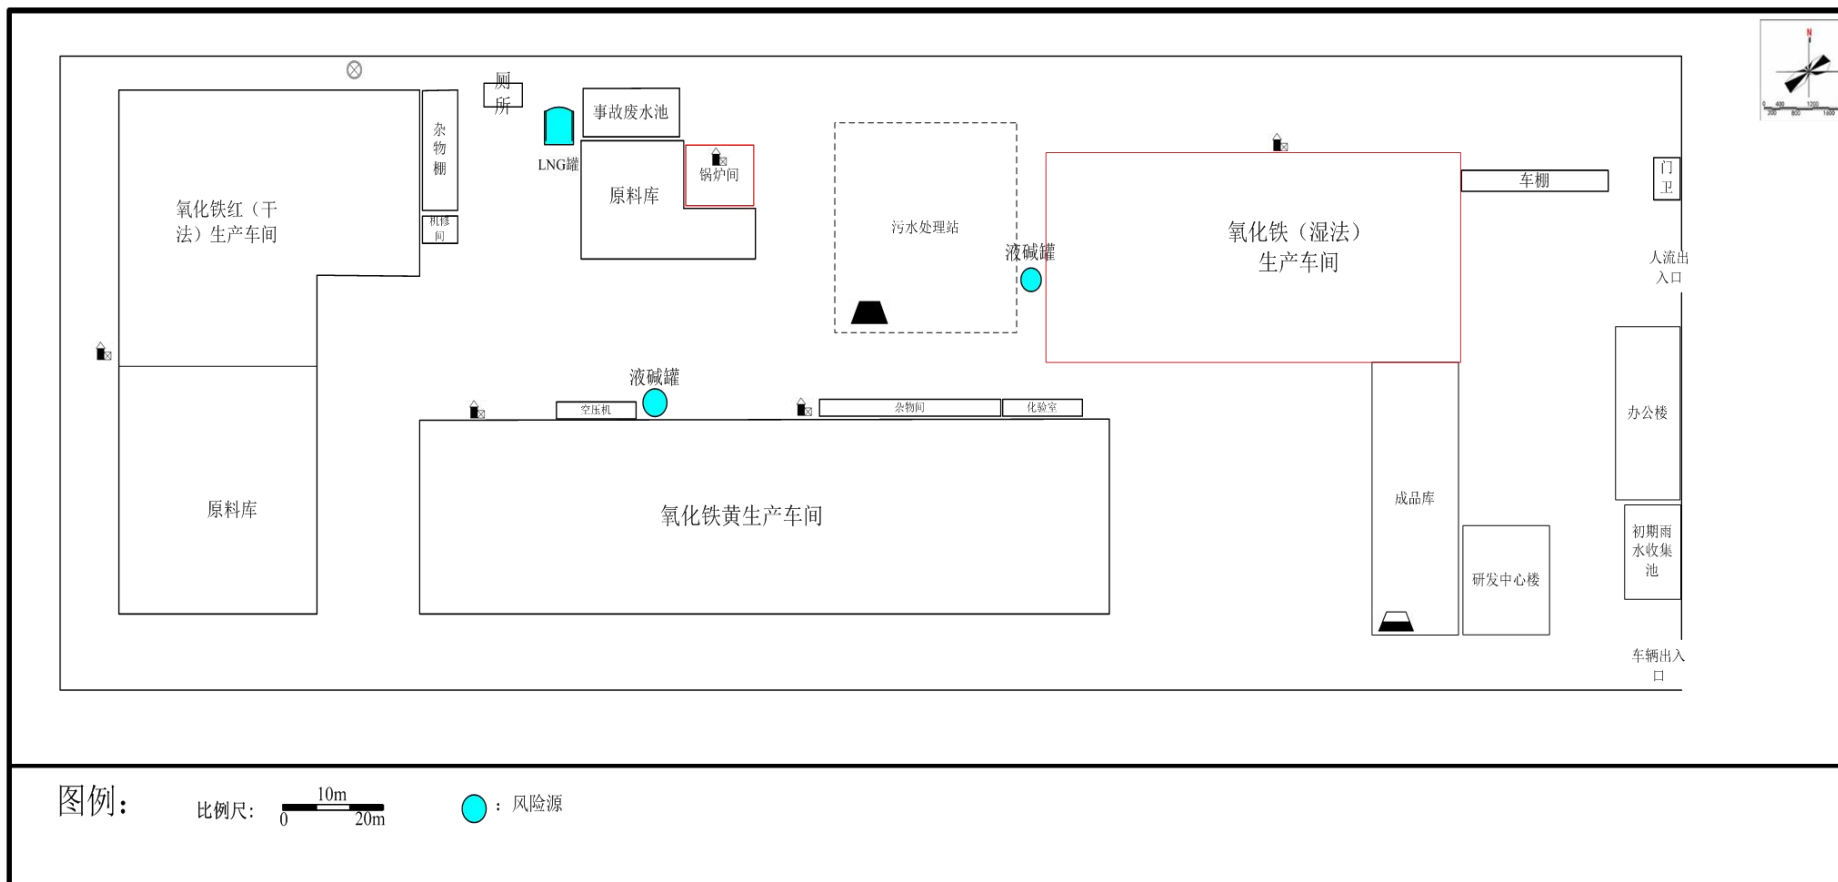 N
0 400 1200
200 800 1600
厕
所
事故废水池
杂
物
棚
LNG罐
锅炉间
原料库
氧化铁红（干
法）生产车间
机修
间
污水处理站
液碱罐
氧化铁（湿法）
生产车间
车棚
门
卫
人流出
入口
液碱罐
空压机
杂物间
化验室
办公楼
原料库
氧化铁黄生产车间
成品库
初期雨
水收集
池
研发中心楼
车辆出入
口
图例：
比例尺：
10m
0
20m
：风险源